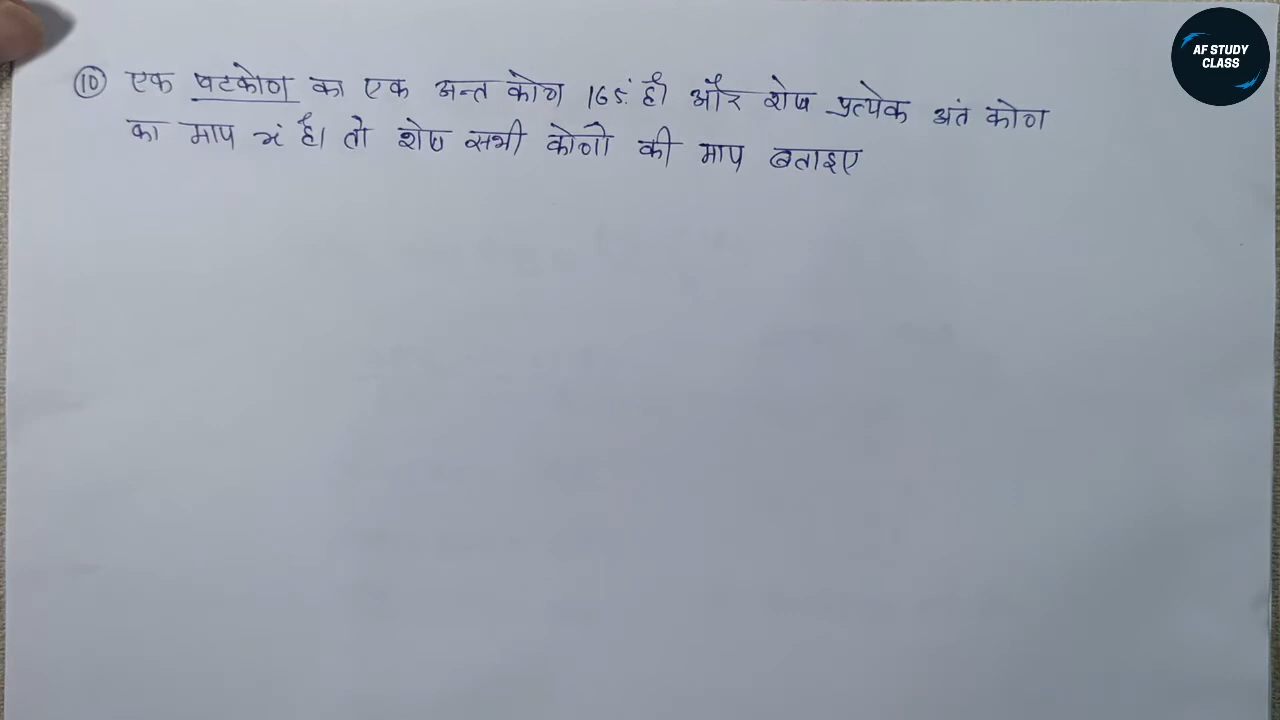 AF STUDY
CLASS
⑩ एक षटकोण का एक अन्त कोण 165° है। और शेष प्रत्येक अंत कोण
का माप x° है। तो शेष सभी कोणो की माप बताइए